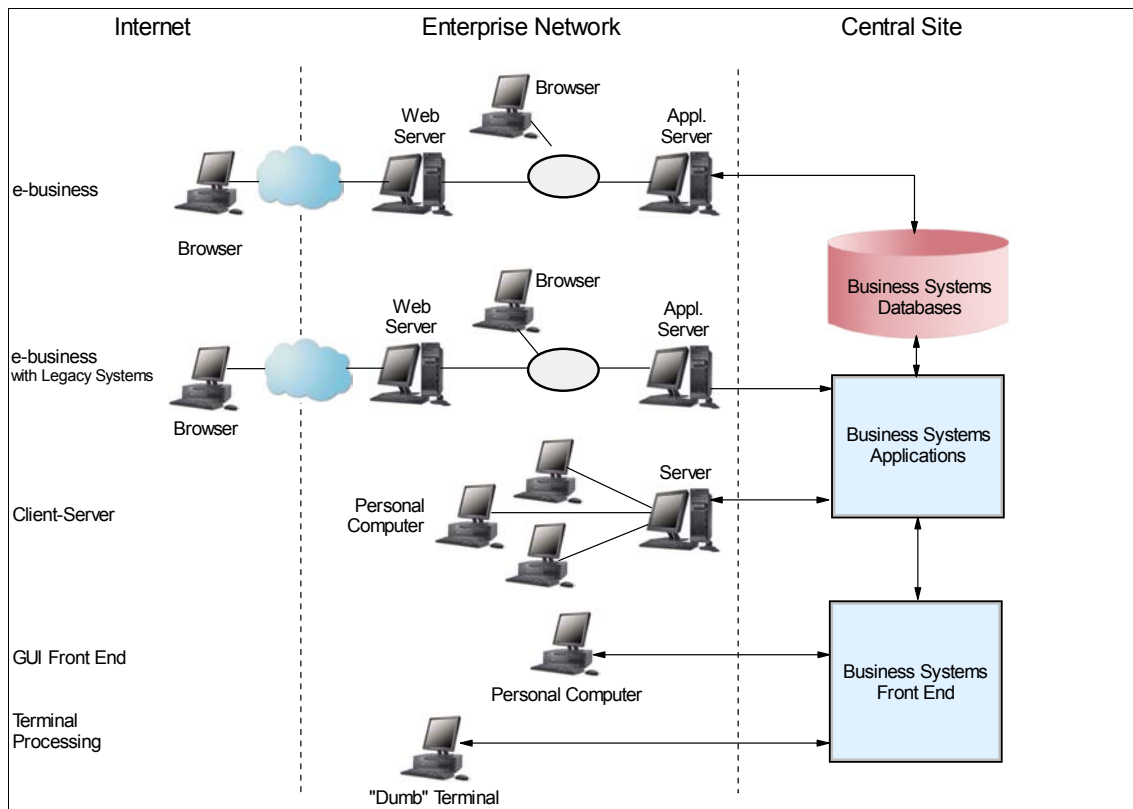 Internet
Enterprise Network
Central Site
Browser
Web
Server
Appl.
Server
e-business
Browser
Business Systems
Databases
Browser
Web
Server
Appl.
Server
e-business
with Legacy Systems
Browser
Business Systems
Applications
Server
Personal
Computer
Client-Server
GUI Front End
Personal Computer
Business Systems
Front End
Terminal
Processing
"Dumb" Terminal